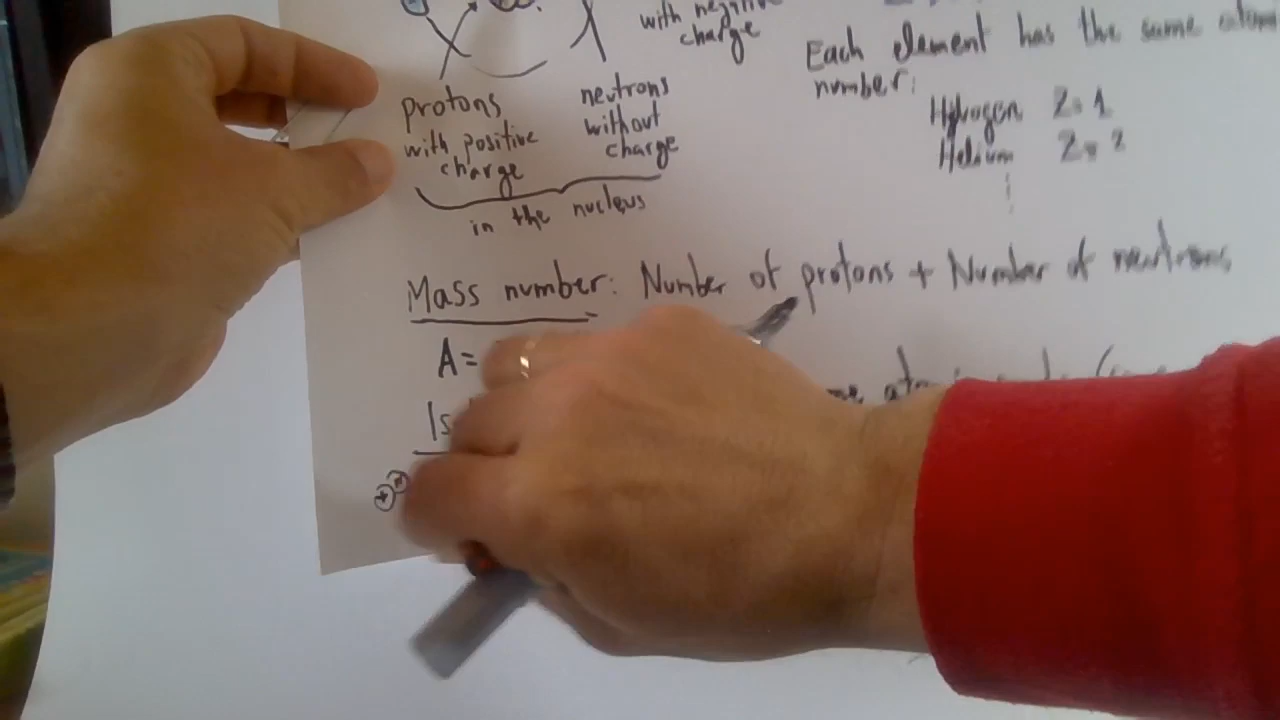 with negative
charge
protons
with positive
charge
neutrons
without
charge
in the nucleus
Each element has the same
number:
Hydrogen Z=1
Helium Z=2
Mass number: Number of protons + Number of neutrons
A=